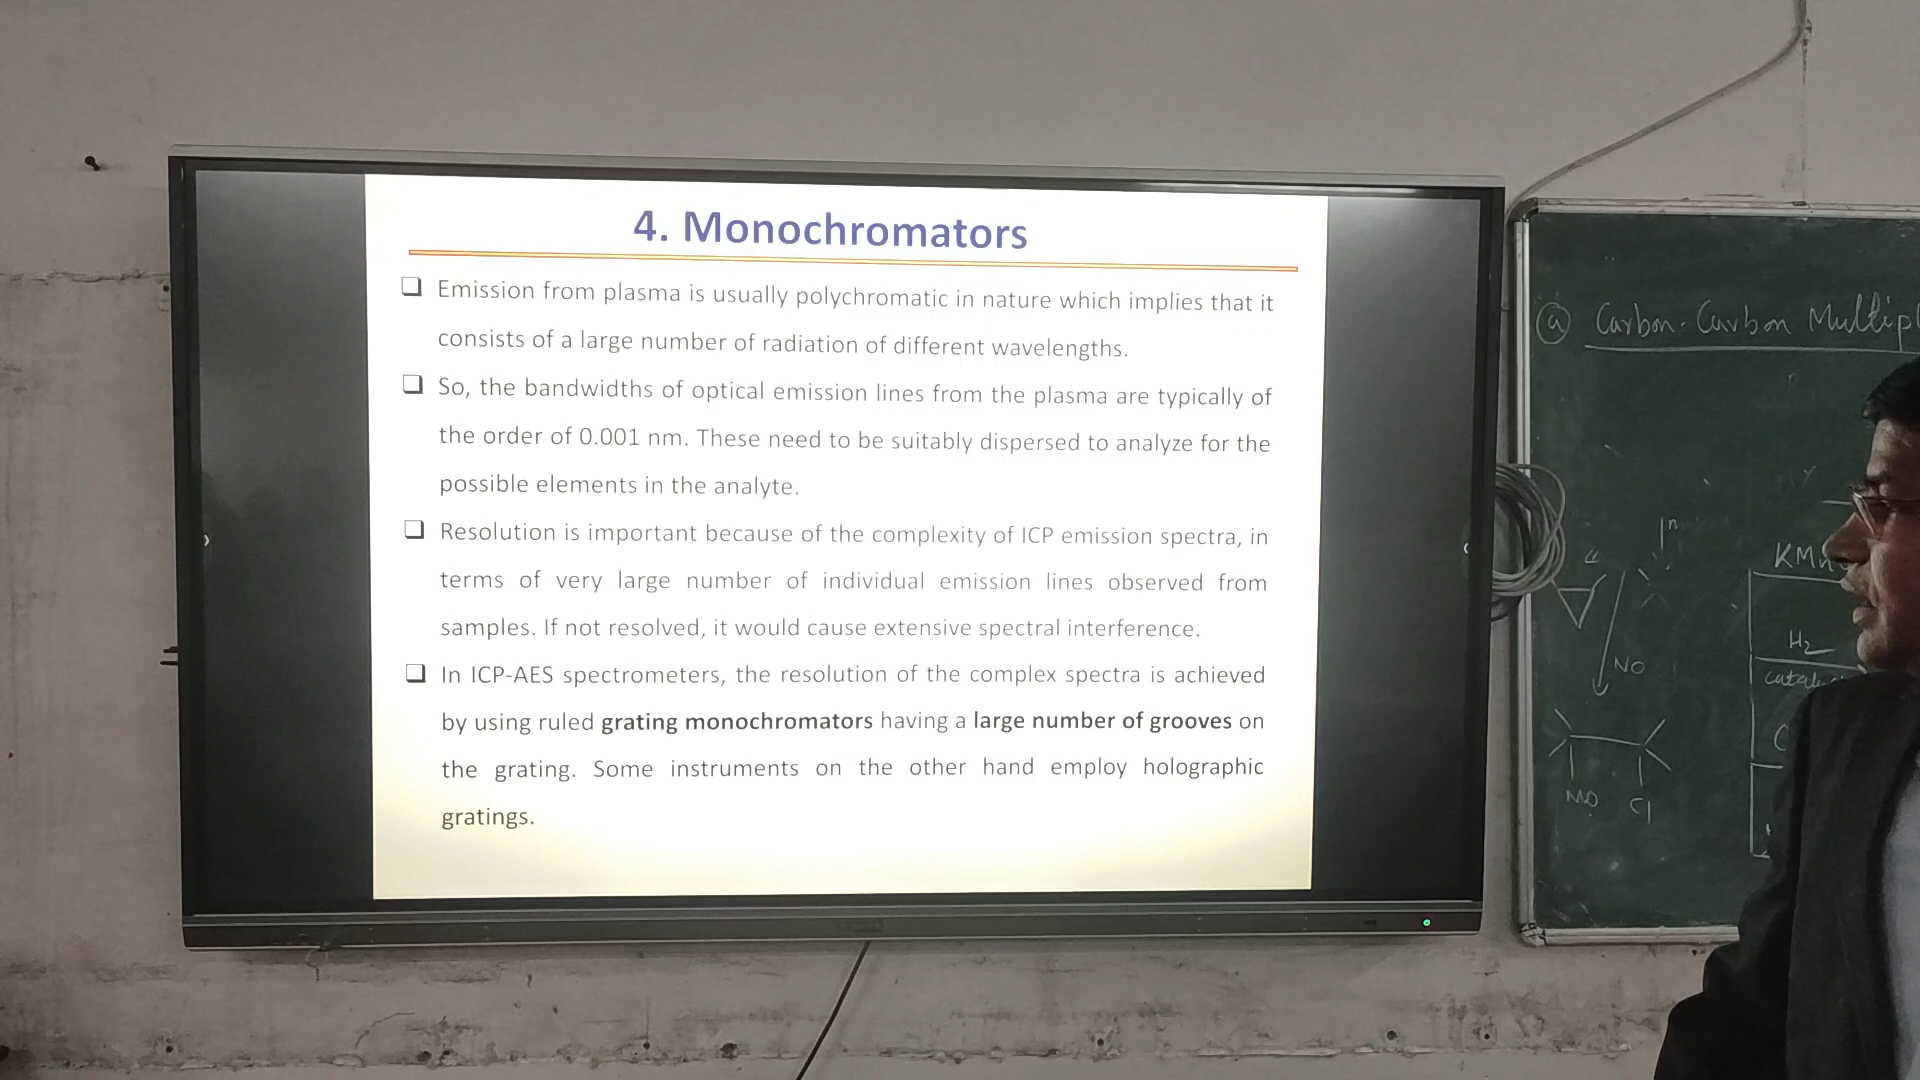 4. Monochromators
❑ Emission from plasma is usually polychromatic in nature which implies that it
consists of a large number of radiation of different wavelengths.
❑ So, the bandwidths of optical emission lines from the plasma are typically of
the order of 0.001 nm. These need to be suitably dispersed to analyze for the
possible elements in the analyte.
❑ Resolution is important because of the complexity of ICP emission spectra, in
terms of very large number of individual emission lines observed from
samples. If not resolved, it would cause extensive spectral interference.
❑ In ICP-AES spectrometers, the resolution of the complex spectra is achieved
by using ruled grating monochromators having a large number of grooves on
the grating. Some instruments on the other hand employ holographic
gratings.
(a) Carbon-Carbon Multipl
KMn
H2
NO
Cl